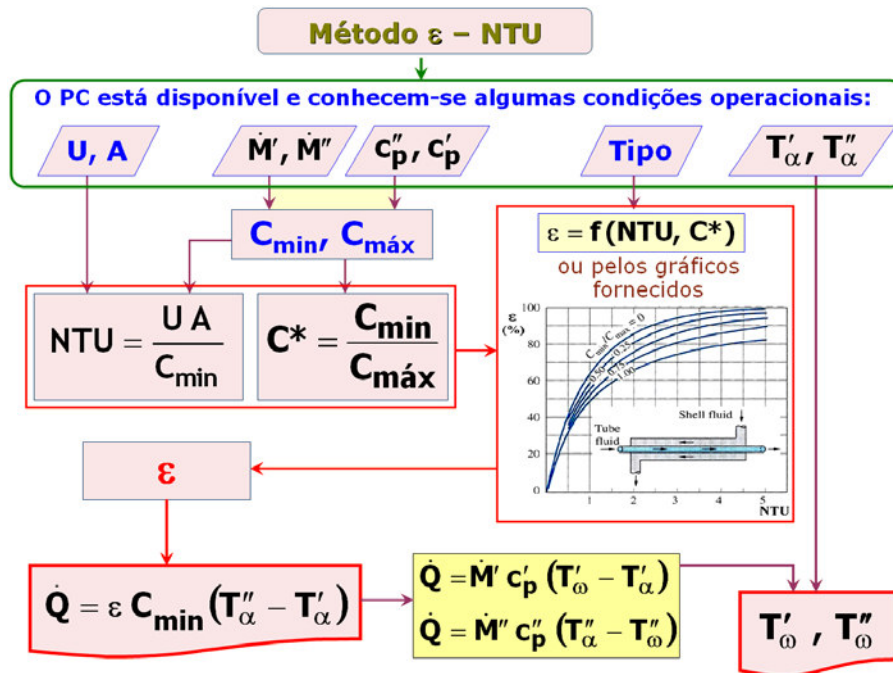 Método ε – NTU
O PC está disponível e conhecem-se algumas condições operacionais:
U, A
Ṁ′, Ṁ″
c″p, c′p
Tipo
T′α, T″α
Cmin, Cmáx
ε = f (NTU, C*)
ou pelos gráficos
fornecidos
NTU = U A / Cmin
C* = Cmin / Cmáx
ε
(%)
100
80
60
40
20
0
Cmin/Cmax = 0
0.25
0.50
0.75
1.00
Shell fluid
Tube
fluid
1 2 3 4 5
NTU
ε
Q̇ = ε Cmin (T″α − T′α)
Q̇ = Ṁ′ c′p (T′ω − T′α)
Q̇ = Ṁ″ c″p (T″α − T″ω)
T′ω , T″ω